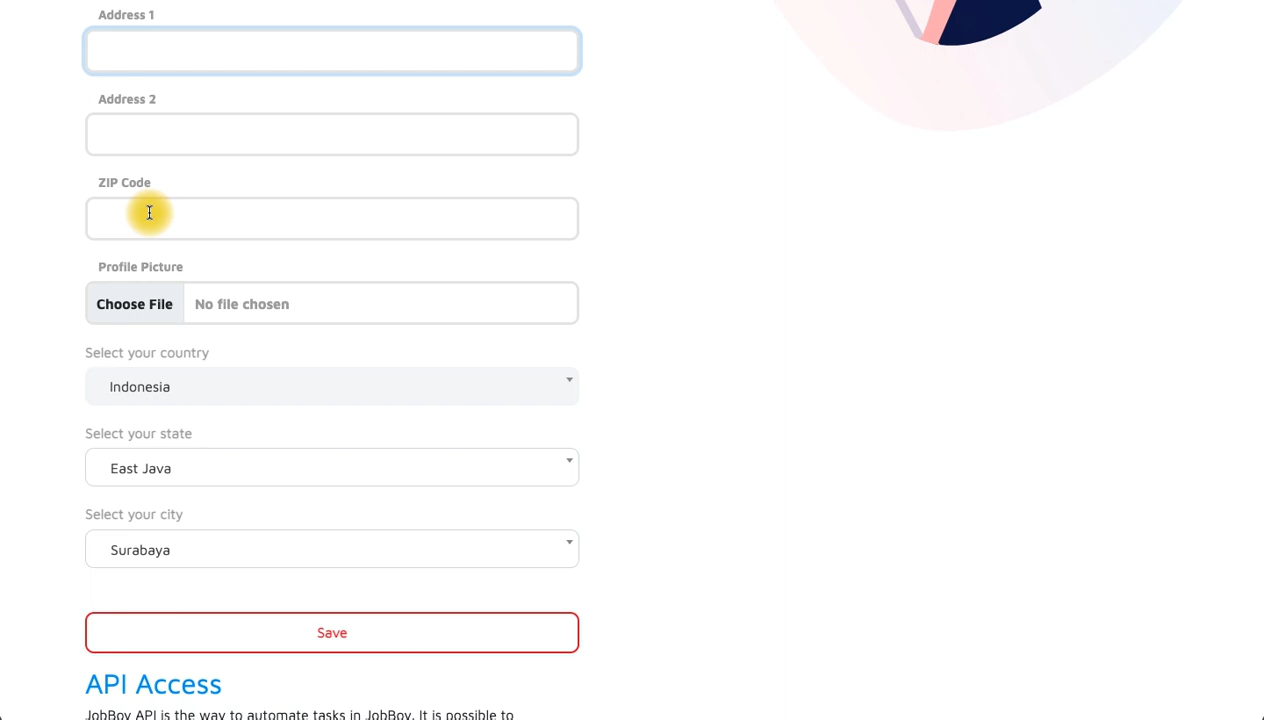 Address 1
Address 2
ZIP Code
Profile Picture
Choose File No file chosen
Select your country
Indonesia
Select your state
East Java
Select your city
Surabaya
Save
API Access
JobBoy API is the way to automate tasks in JobBoy. It is possible to